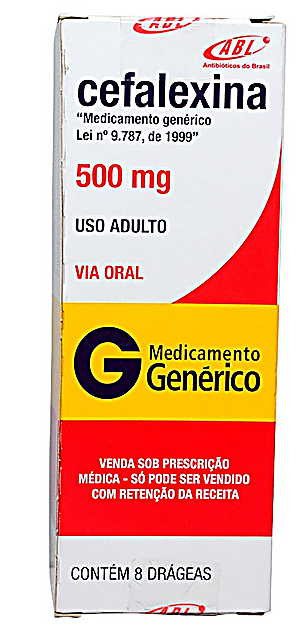 ABL
Antibióticos do Brasil
cefalexina
"Medicamento genérico
Lei nº 9.787, de 1999"
500 mg
USO ADULTO
VIA ORAL
G Medicamento
Genérico
VENDA SOB PRESCRIÇÃO
MÉDICA - SÓ PODE SER VENDIDO
COM RETENÇÃO DA RECEITA
CONTÉM 8 DRÁGEAS
ABL